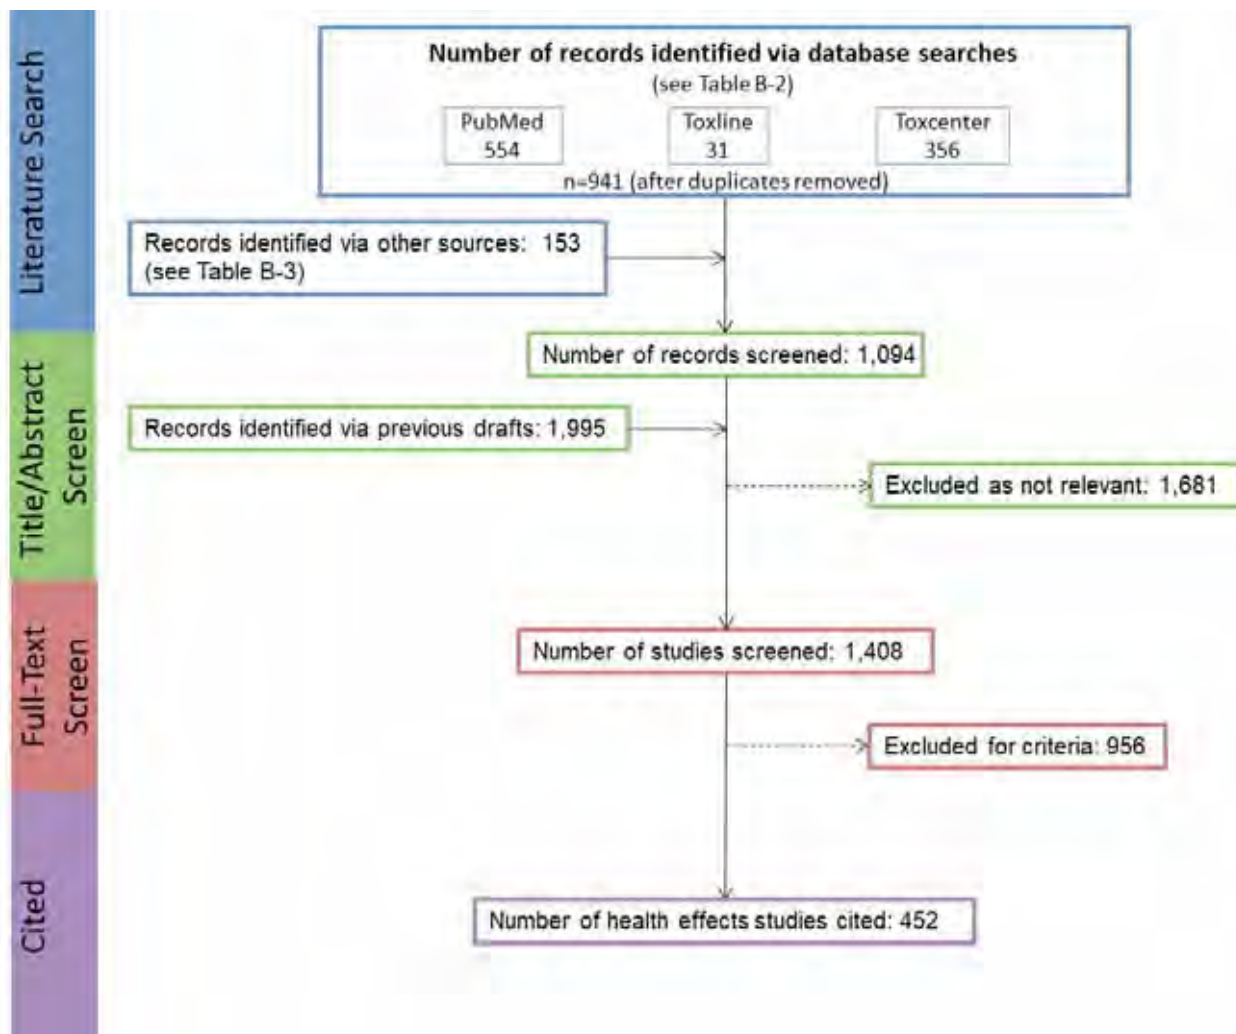 Literature Search
Number of records identified via database searches
(see Table B-2)
PubMed
554
Toxline
31
Toxcenter
356
n=941 (after duplicates removed)
Records identified via other sources: 153
(see Table B-3)
Title/Abstract
Screen
Number of records screened: 1,094
Records identified via previous drafts: 1,995
Excluded as not relevant: 1,681
Full-Text
Screen
Number of studies screened: 1,408
Excluded for criteria: 956
Cited
Number of health effects studies cited: 452